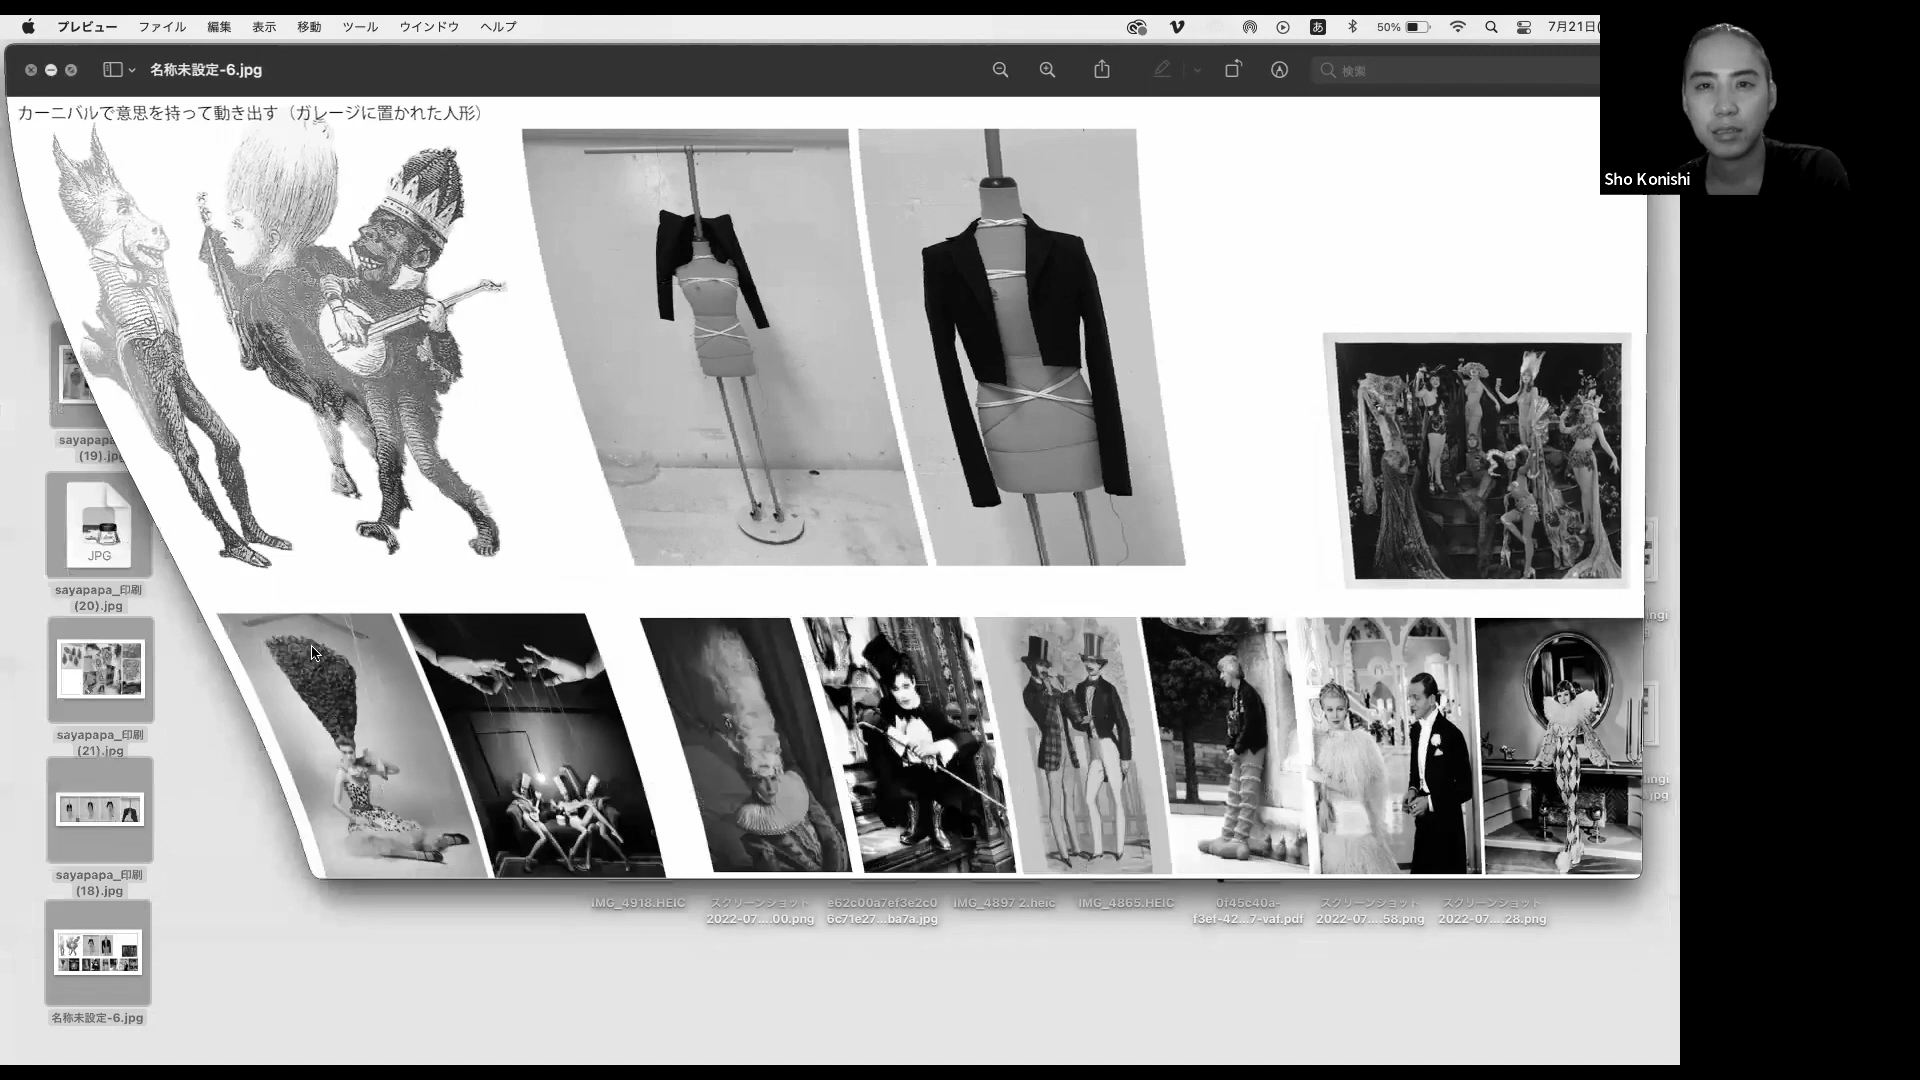 プレビュー ファイル 編集 表示 移動 ツール ウインドウ ヘルプ
あ
50%
7月21日(
名称未設定-6.jpg
検索
カーニバルで意思を持って動き出す（ガレージに置かれた人形）
Sho Konishi
sayapapa
(19).jpg
JPG
sayapapa_印刷
(20).jpg
sayapapa_印刷
(21).jpg
sayapapa_印刷
(18).jpg
名称未設定-6.jpg
IMG_4918.HEIC
スクリーンショット
2022-07....00.png
e62c00a7ef3e2c0
6c71e27...ba7a.jpg
IMG_4897 2.heic
IMG_4865.HEIC
0f45c40a-
f3ef-42...7-vaf.pdf
スクリーンショット
2022-07....58.png
スクリーンショット
2022-07....28.png